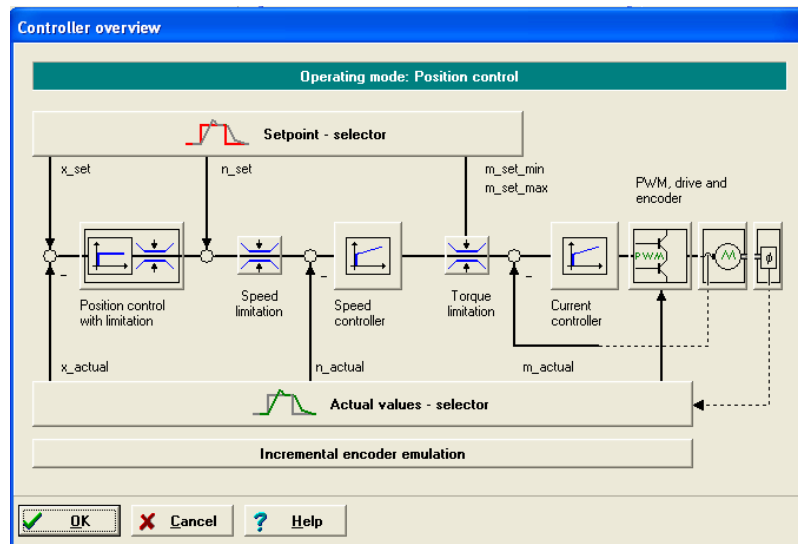 Controller overview
Operating mode: Position control
Setpoint - selector
x_set
n_set
m_set_min
m_set_max
PWM, drive and
encoder
PWM
M
ϕ
Position control
with limitation
Speed
limitation
Speed
controller
Torque
limitation
Current
controller
x_actual
n_actual
m_actual
Actual values - selector
Incremental encoder emulation
OK
Cancel
Help